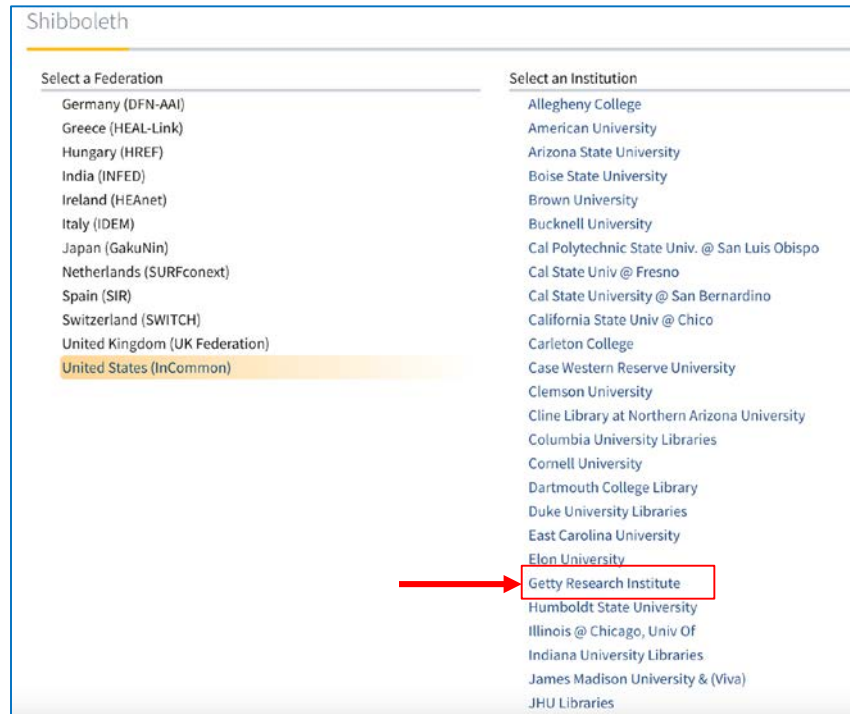 Shibboleth
Select a Federation
Germany (DFN-AAI)
Greece (HEAL-Link)
Hungary (HREF)
India (INFED)
Ireland (HEAnet)
Italy (IDEM)
Japan (GakuNin)
Netherlands (SURFconext)
Spain (SIR)
Switzerland (SWITCH)
United Kingdom (UK Federation)
United States (InCommon)
Select an Institution
Allegheny College
American University
Arizona State University
Boise State University
Brown University
Bucknell University
Cal Polytechnic State Univ. @ San Luis Obispo
Cal State Univ @ Fresno
Cal State University @ San Bernardino
California State Univ @ Chico
Carleton College
Case Western Reserve University
Clemson University
Cline Library at Northern Arizona University
Columbia University Libraries
Cornell University
Dartmouth College Library
Duke University Libraries
East Carolina University
Elon University
Getty Research Institute
Humboldt State University
Illinois @ Chicago, Univ Of
Indiana University Libraries
James Madison University & (Viva)
JHU Libraries